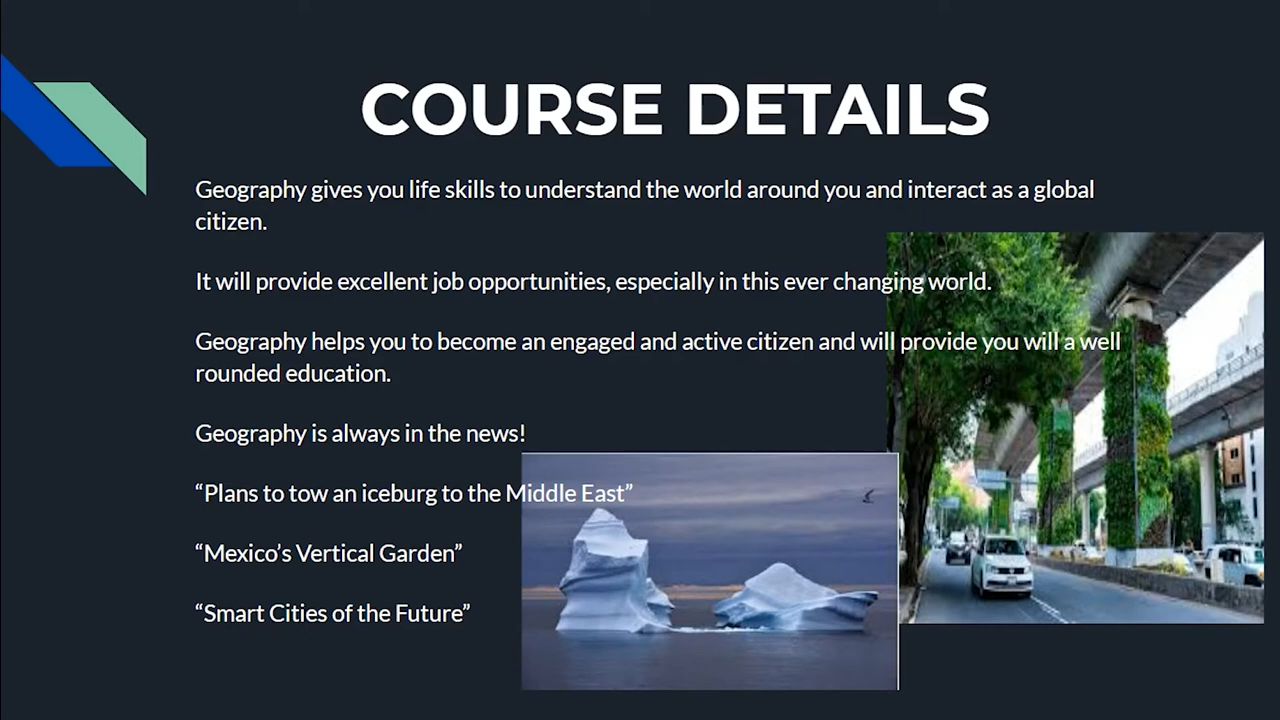 COURSE DETAILS
Geography gives you life skills to understand the world around you and interact as a global
citizen.
It will provide excellent job opportunities, especially in this ever changing world.
Geography helps you to become an engaged and active citizen and will provide you will a well
rounded education.
Geography is always in the news!
“Plans to tow an iceburg to the Middle East”
“Mexico’s Vertical Garden”
“Smart Cities of the Future”